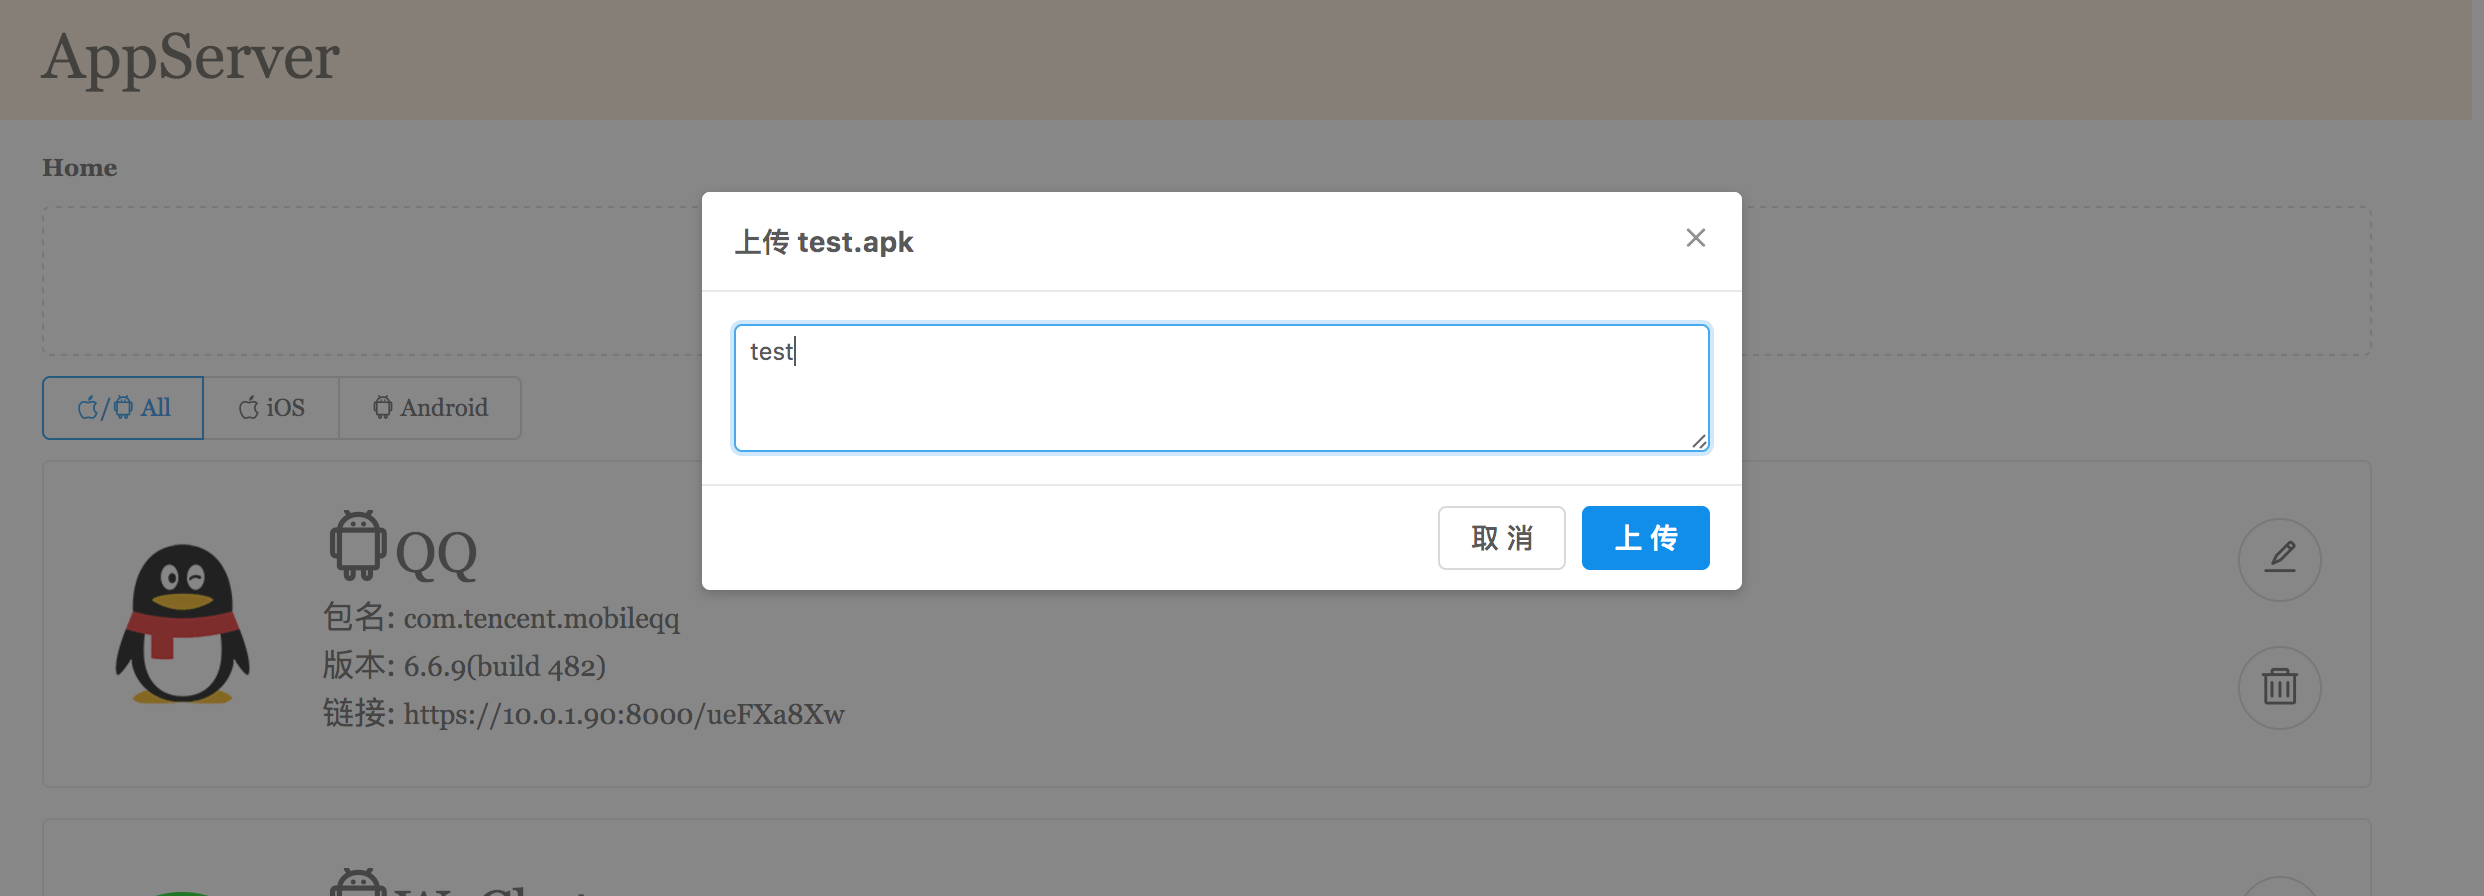 AppServer
Home
上传 test.apk
test
取消
上传
/ All
iOS
Android
QQ
包名: com.tencent.mobileqq
版本: 6.6.9(build 482)
链接: https://10.0.1.90:8000/ueFXa8Xw